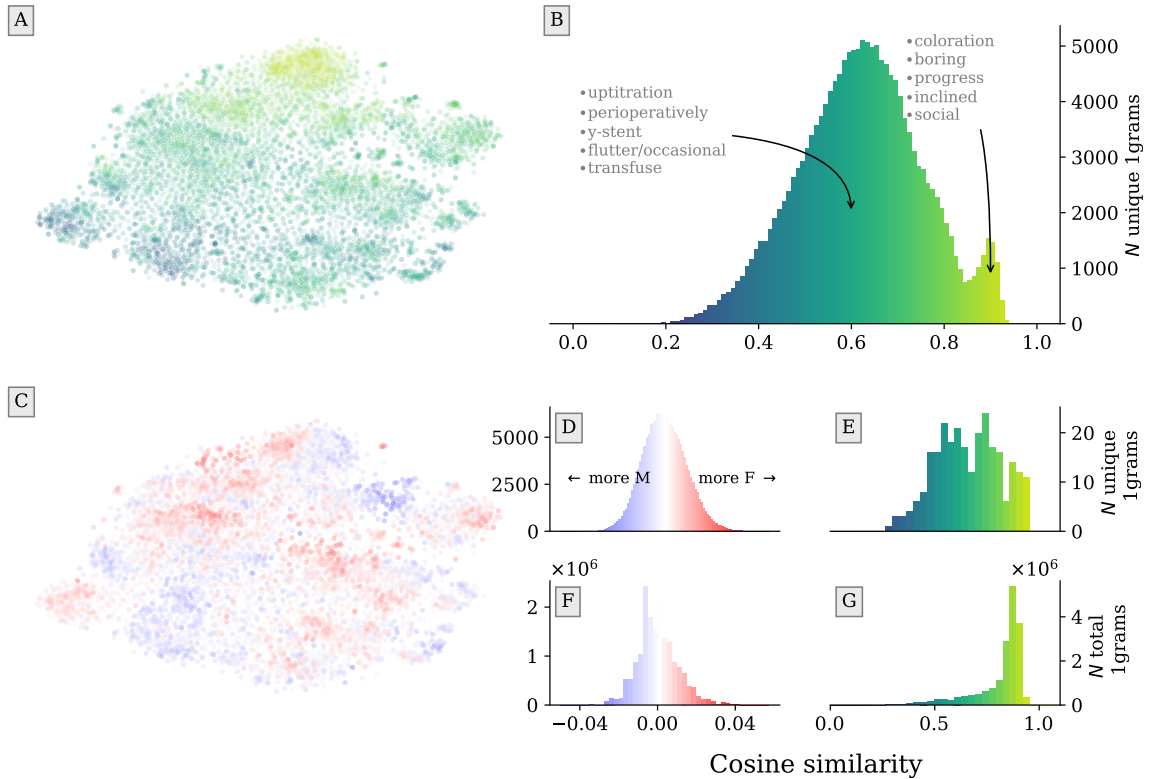 A
B
• coloration
• boring
• progress
• inclined
• social
• uptitration
• perioperatively
• y-stent
• flutter/occasional
• transfuse
5000
4000
3000
2000
1000
0
N unique 1grams
0.0 0.2 0.4 0.6 0.8 1.0
C
D
5000
2500
0
← more M
more F →
E
20
10
0
N unique
1grams
×10⁶
F
2
1
0
−0.04 0.00 0.04
×10⁶
G
4
2
0
N total
1grams
0.0 0.5 1.0
Cosine similarity